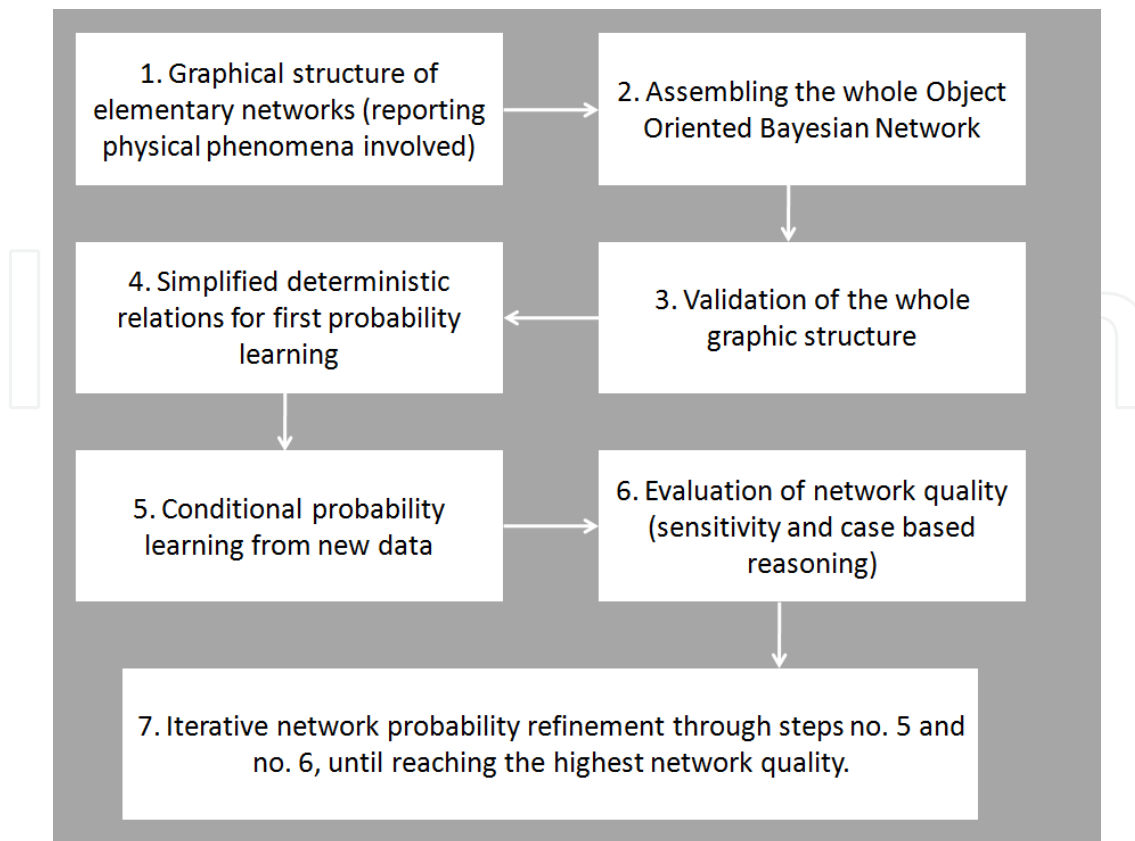 1. Graphical structure of
elementary networks (reporting
physical phenomena involved)
2. Assembling the whole Object
Oriented Bayesian Network
3. Validation of the whole
graphic structure
4. Simplified deterministic
relations for first probability
learning
5. Conditional probability
learning from new data
6. Evaluation of network quality
(sensitivity and case based
reasoning)
7. Iterative network probability refinement through steps no. 5 and
no. 6, until reaching the highest network quality.